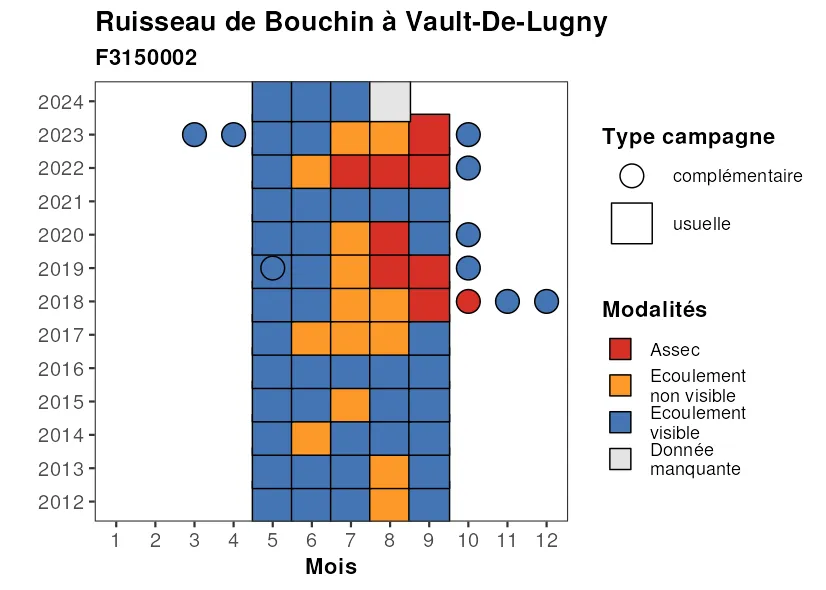 Ruisseau de Bouchin à Vault-De-Lugny
F3150002
2024
2023
2022
2021
2020
2019
2018
2017
2016
2015
2014
2013
2012
1 2 3 4 5 6 7 8 9 10 11 12
Mois
Type campagne
complémentaire
usuelle
Modalités
Assec
Ecoulement
non visible
Ecoulement
visible
Donnée
manquante